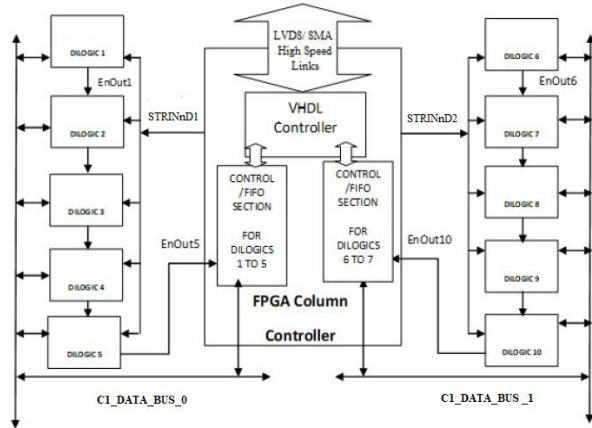 LVDS/ SMA
High Speed
Links
VHDL
Controller
DILOGIC 1
EnOut1
DILOGIC 2
STRINnD1
DILOGIC 3
EnOut5
DILOGIC 4
DILOGIC 5
CONTROL
/FIFO
SECTION
FOR
DILOGICS
1 TO 5
CONTROL
/FIFO
SECTION
FOR
DILOGICS
6 TO 7
FPGA Column
Controller
DILOGIC 6
EnOut6
STRINnD2
DILOGIC 7
DILOGIC 8
EnOut10
DILOGIC 9
DILOGIC 10
C1_DATA_BUS_0
C1_DATA_BUS _1